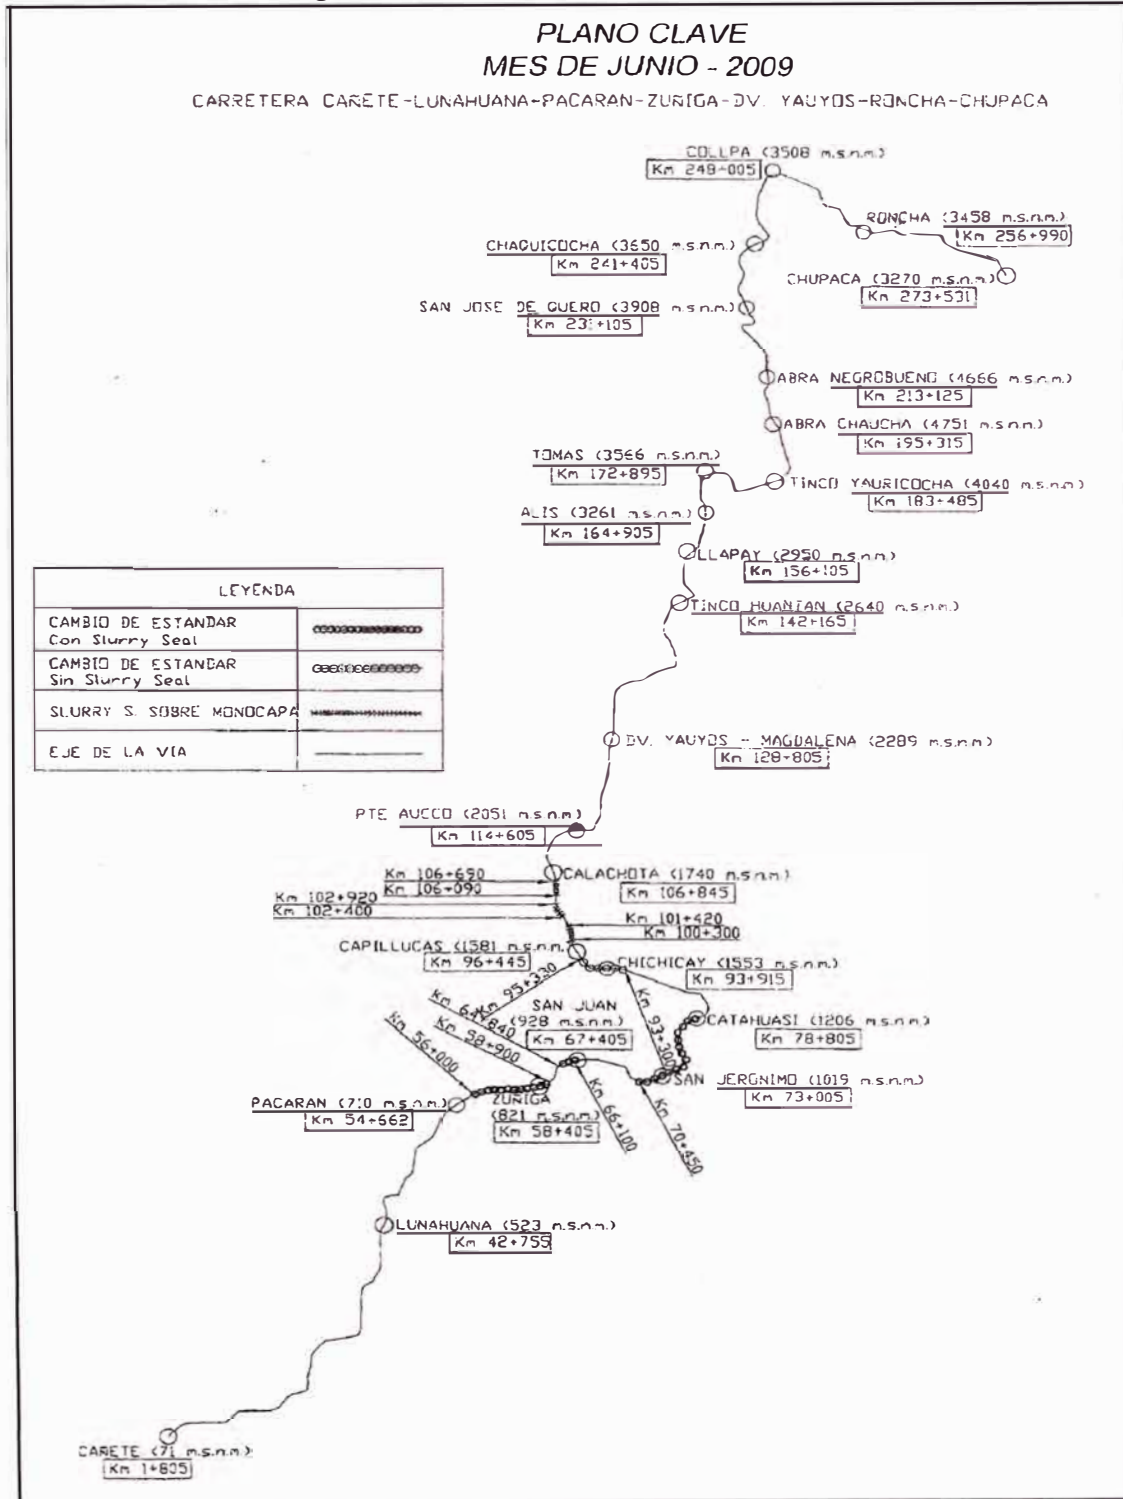 PLANO CLAVE
MES DE JUNIO - 2009
CARRETERA CAÑETE-LUNAHUANA-PACARAN-ZUÑIGA-DV. YAUYOS-RONCHA-CHUPACA
COLLPA (3508 m.s.n.m.)
Km 248+005
RONCHA (3458 m.s.n.m.)
Km 256+990
CHAQUICOCHA (3650 m.s.n.m.)
Km 241+405
CHUPACA (3270 m.s.n.m.)
Km 273+531
SAN JOSE DE QUERO (3908 m.s.n.m.)
Km 231+105
ABRA NEGROBUENO (4666 m.s.n.m.)
Km 213+125
ABRA CHAUCHA (4751 m.s.n.m.)
Km 195+315
TOMAS (3566 m.s.n.m.)
Km 172+895
TINCO YAURICOCHA (4040 m.s.n.m)
Km 183+485
ALIS (3261 m.s.n.m.)
Km 164+905
LLAPAY (2950 m.s.n.m.)
Km 156+105
TINCO HUANTAN (2640 m.s.n.m.)
Km 142+165
LEYENDA
CAMBIO DE ESTANDAR
Con Slurry Seal
CAMBIO DE ESTANDAR
Sin Slurry Seal
SLURRY S. SOBRE MONOCAPA
EJE DE LA VIA
DV. YAUYOS - MAGDALENA (2289 m.s.n.m)
Km 128+805
PTE AUCCO (2051 m.s.n.m)
Km 114+605
Km 106+690
Km 106+090
Km 102+920
Km 102+400
CALACHOTA (1740 m.s.n.m.)
Km 106+845
Km 101+420
Km 100+300
CAPILLUCAS (1581 m.s.n.m.
Km 96+445
CHICHICAY (1553 m.s.n.m.)
Km 93+915
Km 95+330
Km 64+840
Km 58+900
Km 56+000
SAN JUAN
(928 m.s.n.m.)
Km 67+405
Km 93+300
CATAHUASI (1206 m.s.n.m.)
Km 78+805
SAN JERONIMO (1019 m.s.n.m.)
Km 73+005
PACARAN (710 m.s.n.m.)
Km 54+662
ZUÑIGA
(821 m.s.n.m.)
Km 58+405
Km 66+100
Km 70+450
LUNAHUANA (523 m.s.n.m.)
Km 42+755
CAÑETE (71 m.s.n.m.)
Km 1+805